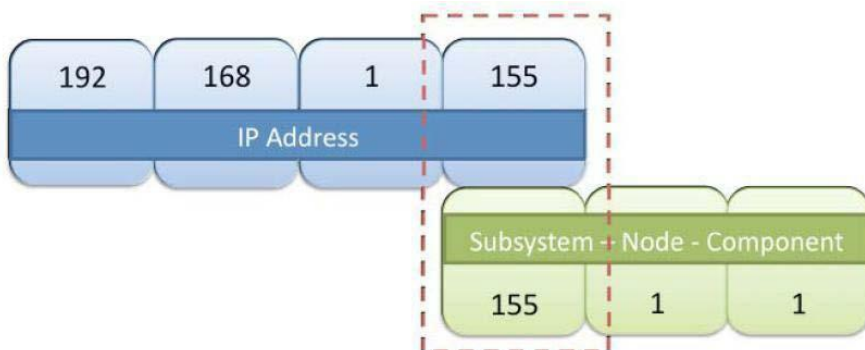 192 168 1 155
IP Address
Subsystem - Node - Component
155 1 1